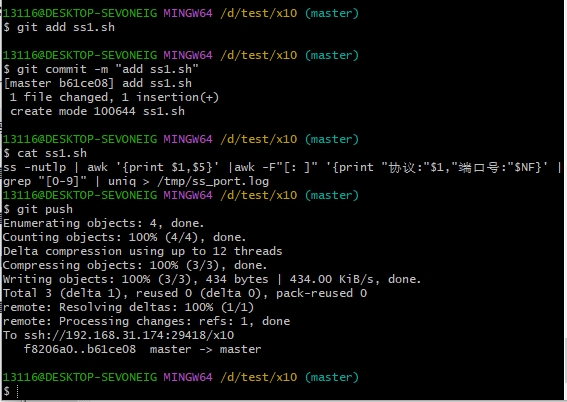 13116@DESKTOP-SEVONEIG MINGW64 /d/test/x10 (master)
$ git add ss1.sh
13116@DESKTOP-SEVONEIG MINGW64 /d/test/x10 (master)
$ git commit -m "add ss1.sh"
[master b61ce08] add ss1.sh
 1 file changed, 1 insertion(+)
 create mode 100644 ss1.sh
13116@DESKTOP-SEVONEIG MINGW64 /d/test/x10 (master)
$ cat ss1.sh
ss -nutlp | awk '{print $1,$5}' |awk -F"[: ]" '{print "协议:"$1,"端口号:"$NF}' |
grep "[0-9]" | uniq > /tmp/ss_port.log
13116@DESKTOP-SEVONEIG MINGW64 /d/test/x10 (master)
$ git push
Enumerating objects: 4, done.
Counting objects: 100% (4/4), done.
Delta compression using up to 12 threads
Compressing objects: 100% (3/3), done.
Writing objects: 100% (3/3), 434 bytes | 434.00 KiB/s, done.
Total 3 (delta 1), reused 0 (delta 0), pack-reused 0
remote: Resolving deltas: 100% (1/1)
remote: Processing changes: refs: 1, done
To ssh://192.168.31.174:29418/x10
   f8206a0..b61ce08  master -> master
13116@DESKTOP-SEVONEIG MINGW64 /d/test/x10 (master)
$